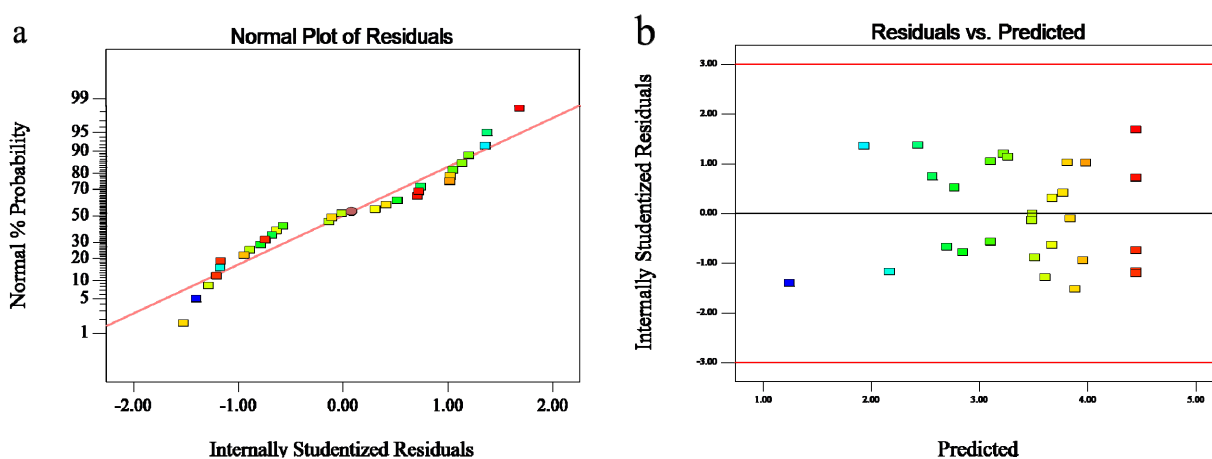 a
Normal Plot of Residuals
Normal % Probability
99
95
90
80
70
50
30
20
10
5
1
-2.00 -1.00 0.00 1.00 2.00
Internally Studentized Residuals
b
Residuals vs. Predicted
Internally Studentized Residuals
3.00
2.00
1.00
0.00
-1.00
-2.00
-3.00
1.00 2.00 3.00 4.00 5.00
Predicted